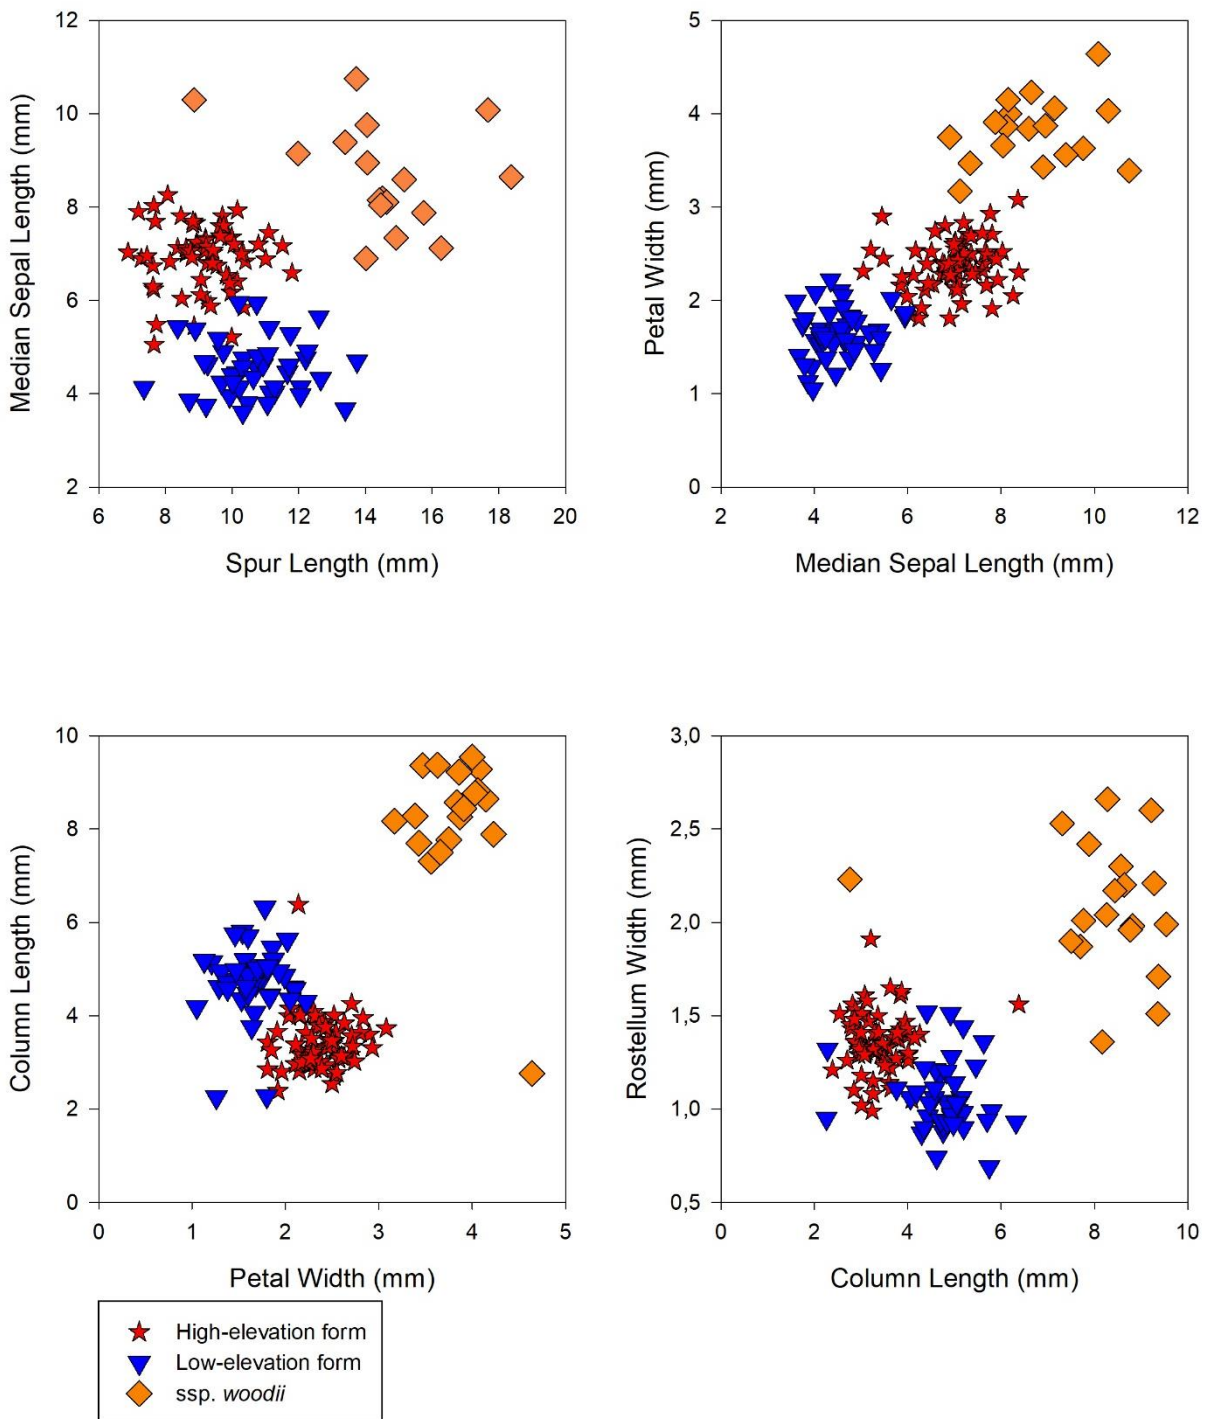 12
10
8
6
4
2
Median Sepal Length (mm)
6 8 10 12 14 16 18 20
Spur Length (mm)
5
4
3
2
1
0
Petal Width (mm)
2 4 6 8 10 12
Median Sepal Length (mm)
10
8
6
4
2
0
Column Length (mm)
0 1 2 3 4 5
Petal Width (mm)
3,0
2,5
2,0
1,5
1,0
0,5
Rostellum Width (mm)
0 2 4 6 8 10
Column Length (mm)
High-elevation form
Low-elevation form
ssp. woodii